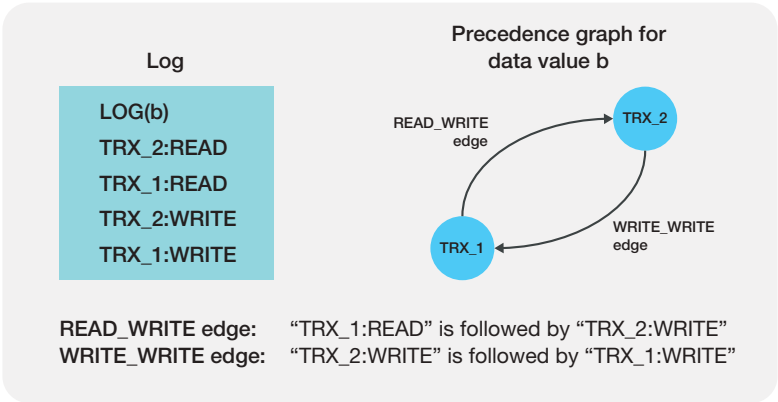 Log
LOG(b)
TRX_2:READ
TRX_1:READ
TRX_2:WRITE
TRX_1:WRITE
Precedence graph for
data value b
READ_WRITE
edge
TRX_2
WRITE_WRITE
edge
TRX_1
READ_WRITE edge: “TRX_1:READ” is followed by “TRX_2:WRITE”
WRITE_WRITE edge: “TRX_2:WRITE” is followed by “TRX_1:WRITE”